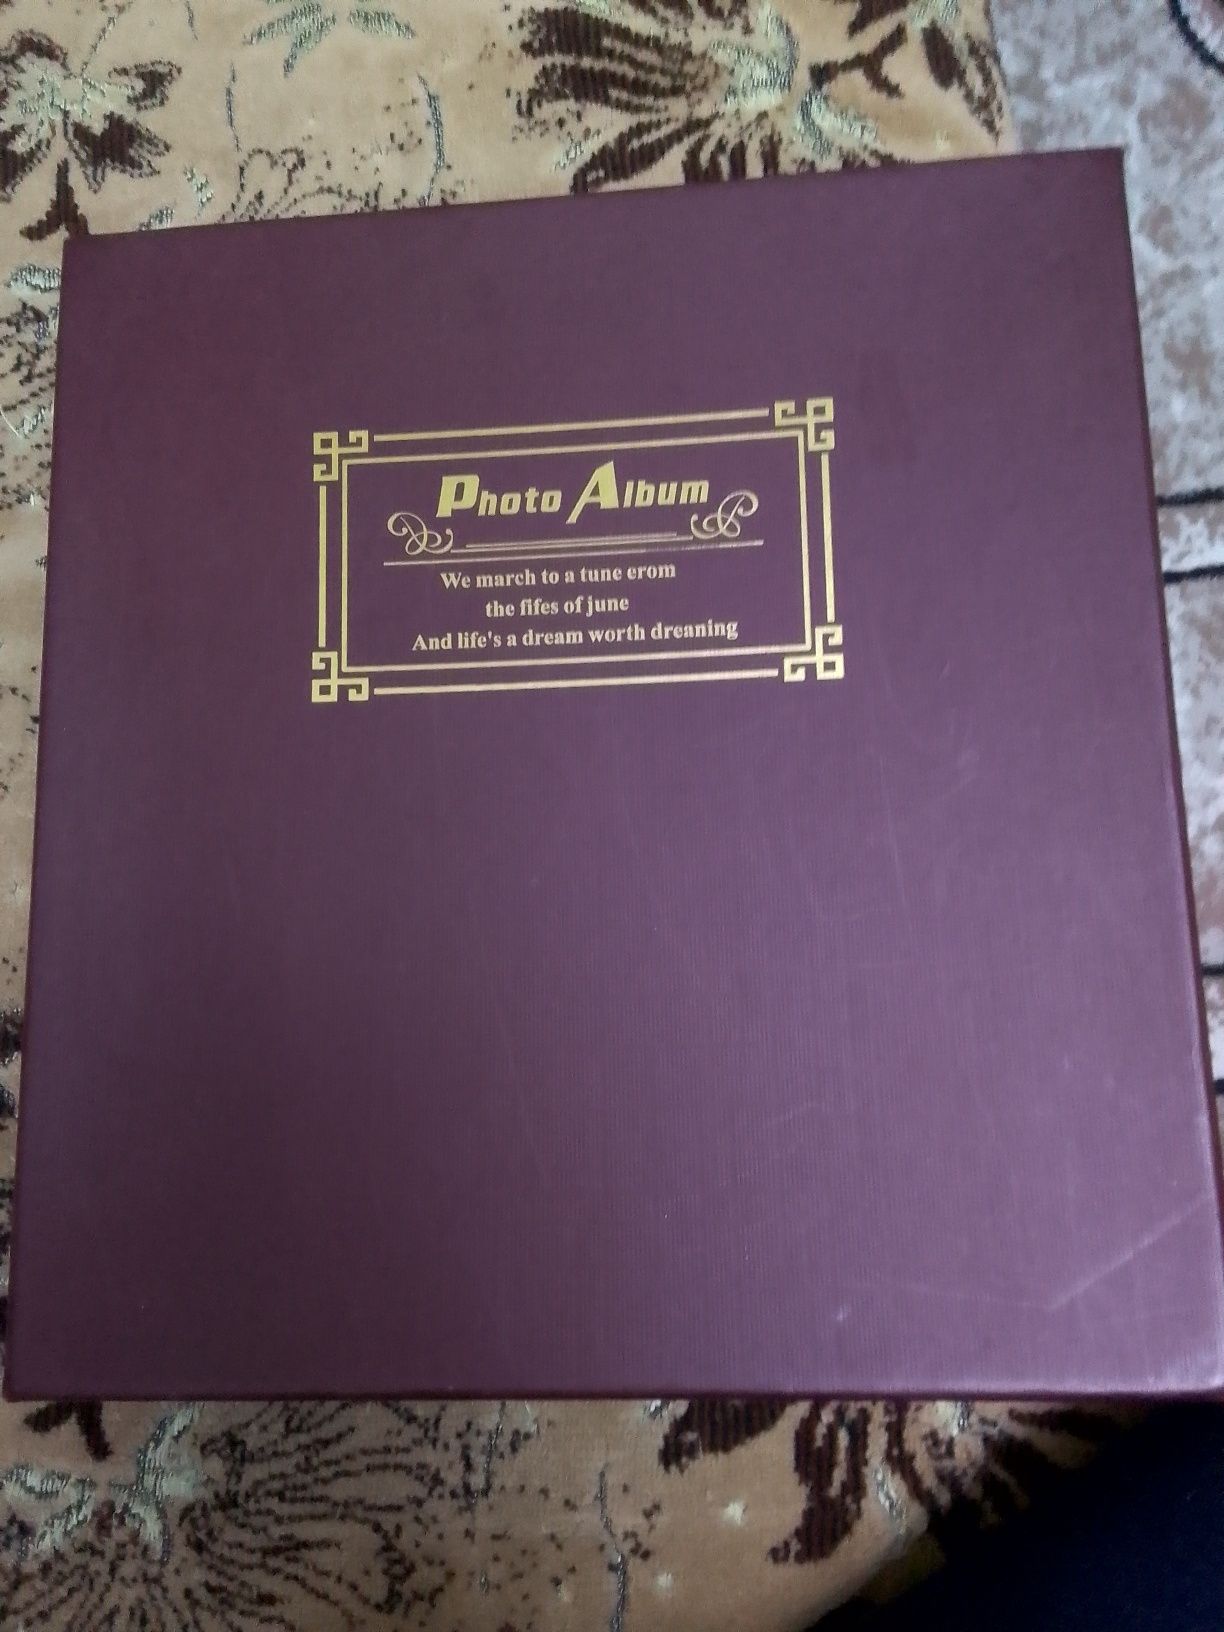 Photo Album
We march to a tune erom
the fifes of june
And life's a dream worth dreaning